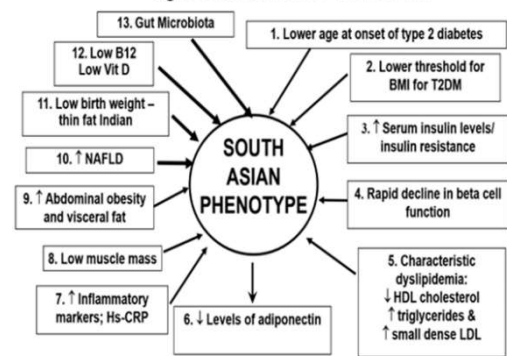 13. Gut Microbiota
1. Lower age at onset of type 2 diabetes
12. Low B12
Low Vit D
2. Lower threshold for
BMI for T2DM
11. Low birth weight –
thin fat Indian
3. ↑ Serum insulin levels/
insulin resistance
10. ↑ NAFLD
SOUTH
ASIAN
PHENOTYPE
9. ↑ Abdominal obesity
and visceral fat
4. Rapid decline in beta cell
function
8. Low muscle mass
5. Characteristic
dyslipidemia:
↓ HDL cholesterol
↑ triglycerides &
↑ small dense LDL
7. ↑ Inflammatory
markers; Hs-CRP
6. ↓ Levels of adiponectin